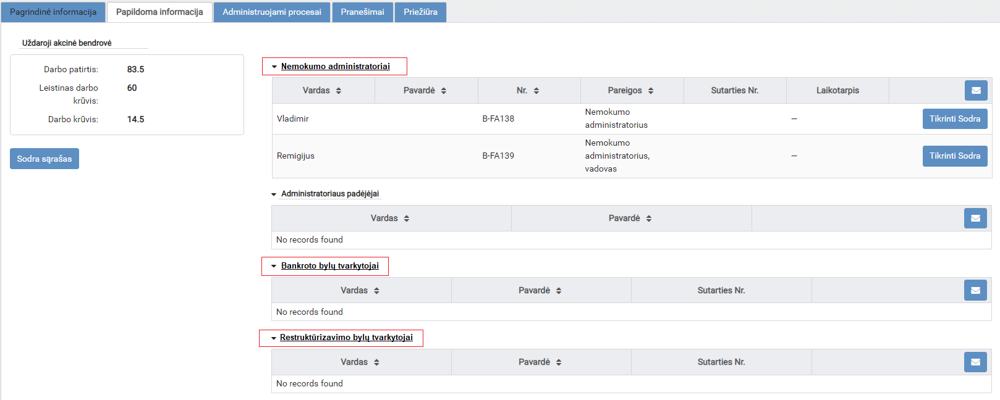 Pagrindinė informacija Papildoma informacija Administruojami procesai Pranešimai Priežiūra
Uždaroji akcinė bendrovė
Darbo patirtis: 83.5
Leistinas darbo krūvis: 60
Darbo krūvis: 14.5
Sodra sąrašas
Nemokumo administratoriai
Vardas Pavardė Nr. Pareigos Sutarties Nr. Laikotarpis
Vladimir B-FA138 Nemokumo administratorius — Tikrinti Sodra
Remigijus B-FA139 Nemokumo administratorius, vadovas — Tikrinti Sodra
Administratoriaus padėjėjai
Vardas Pavardė
No records found
Bankroto bylų tvarkytojai
Vardas Pavardė Sutarties Nr.
No records found
Restruktūrizavimo bylų tvarkytojai
Vardas Pavardė Sutarties Nr.
No records found